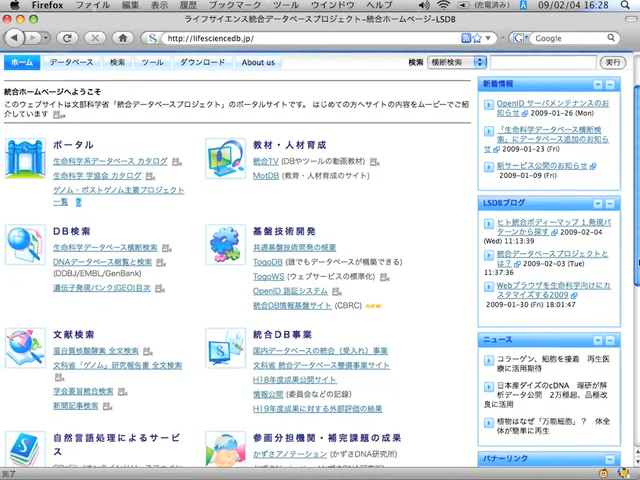 Firefox ファイル 編集 表示 履歴 ブックマーク ツール ウインドウ ヘルプ (充電済み) A 09/02/04 16:28
ライフサイエンス統合データベースプロジェクト-統合ホームページ-LSDB
http://lifesciencedb.jp/ Google
ホーム データベース 検索 ツール ダウンロード About us 検索 横断検索 実行
統合ホームページへようこそ
このウェブサイトは文部科学省「統合データベースプロジェクト」のポータルサイトです。 はじめての方へサイトの内容をムービーでご
紹介しています
ポータル
生命科学系データベース カタログ
生命科学 学協会 カタログ
ゲノム・ポストゲノム主要プロジェクト
一覧
教材・人材育成
統合TV (DBやツールの動画教材)
MotDB (教育・人材育成のサイト)
DB検索
生命科学データベース横断検索
DNAデータベース総覧と検索
(DDBJ/EMBL/GenBank)
遺伝子発現バンク(GEO)目次
基盤技術開発
共通基盤技術開発の概要
TogoDB (誰でもデータベースが構築できる)
TogoWS (ウェブサービスの標準化)
OpenID 認証システム
統合DB情報基盤サイト (CBRC) new
文献検索
蛋白質核酸酵素 全文検索
文科省「ゲノム」研究報告書 全文検索
学会要旨統合検索
新聞記事検索
統合DB事業
国内データベースの統合（受入れ）事業
文科省 統合データベース整備事業サイト
H18年度成果公開サイト
情報公開 (委員会などの記録)
H19年度成果に対する外部評価の結果
自然言語処理によるサービ
ス
参画分担機関・補完課題の成果
かずさアノテーション (かずさDNA研究所)
新着情報
OpenID サーバメンテナンスのお
知らせ 2009-01-26 (Mon)
「生命科学データベース横断検
索」にデータベース追加のお知ら
せ 2009-01-23 (Fri)
新サービス公開のお知らせ
2009-01-09 (Fri)
LSDBブログ
ヒト統合ボディーマップ 1.発現パ
ターンから探す 2009-02-04
(Wed) 11:13:39
統合データベースプロジェクトと
は？ 2009-02-03 (Tue)
11:37:36
Webブラウザを生命科学向けにカ
スタマイズする2009
2009-01-30 (Fri) 18:01:47
ニュース
コラーゲン、細胞を接着 再生医
療に活用期待
日本産ダイズのcDNA 理研が解
析データ公開 2万種超、品種改
良に活用
植物はなぜ「万能細胞」？ 体全
体が簡単に再生
バナーリンク
完了